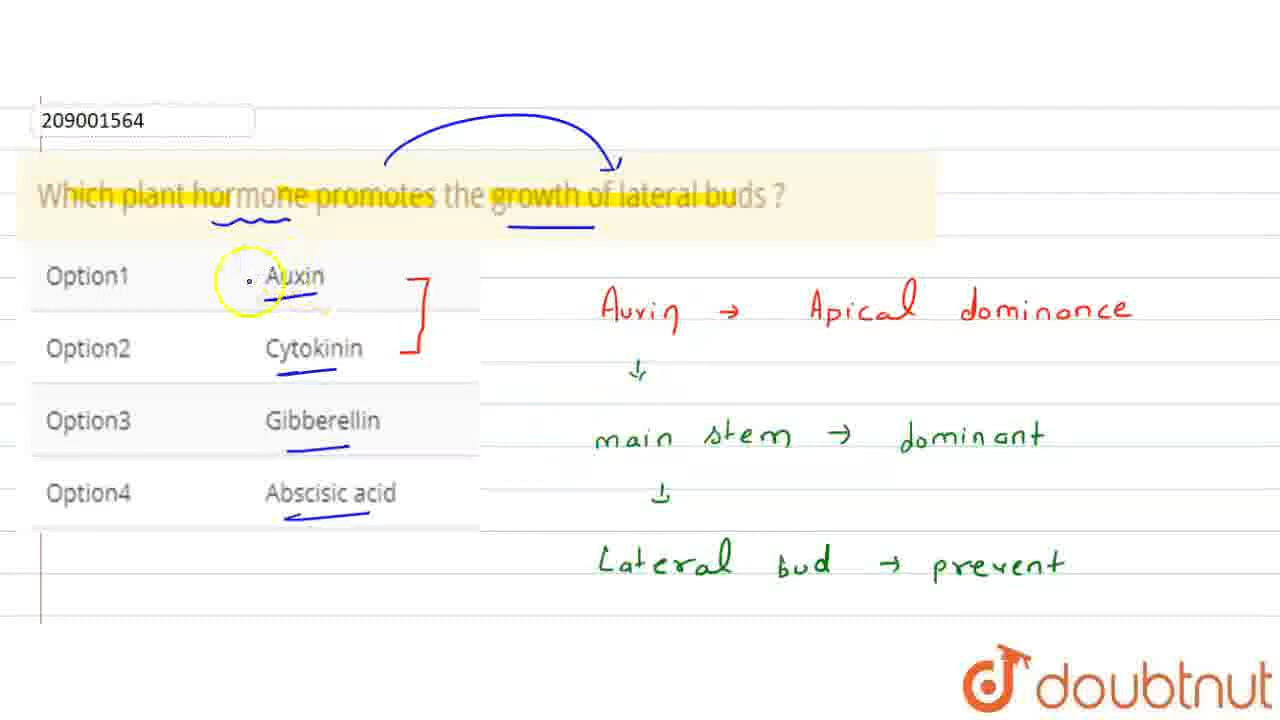 209001564
Which plant hormone promotes the growth of lateral buds ?
Option1 Auxin
Option2 Cytokinin
Option3 Gibberellin
Option4 Abscisic acid
Auxin → Apical dominance
↓
main stem → dominant
↓
Lateral bud → prevent
doubtnut